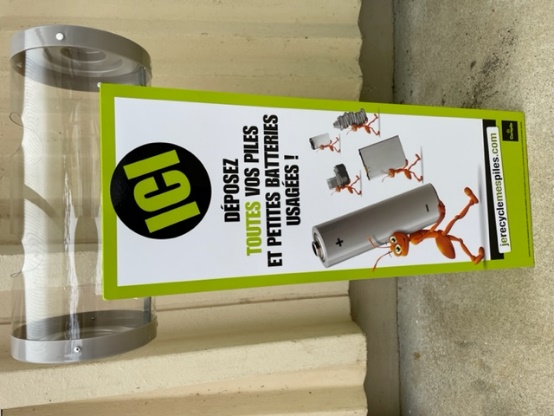 ICI
DÉPOSEZ
TOUTES VOS PILES
ET PETITES BATTERIES
USAGÉES !
+
-
jerecyclemespiles.com